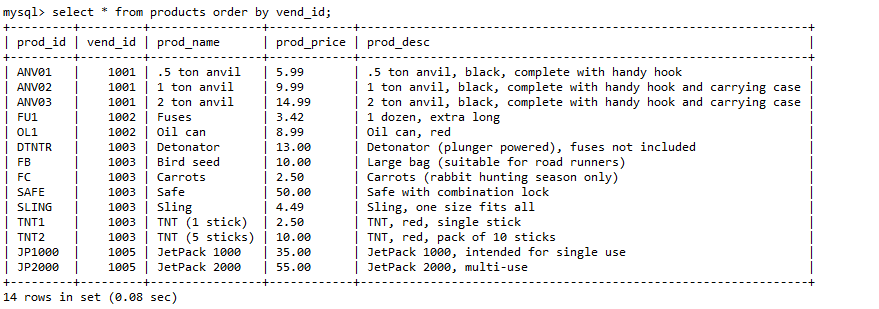 mysql> select * from products order by vend_id;
+---------+---------+----------------+------------+----------------------------------------------------------------+
| prod_id | vend_id | prod_name      | prod_price | prod_desc                                                      |
+---------+---------+----------------+------------+----------------------------------------------------------------+
| ANV01   |    1001 | .5 ton anvil   | 5.99       | .5 ton anvil, black, complete with handy hook                  |
| ANV02   |    1001 | 1 ton anvil    | 9.99       | 1 ton anvil, black, complete with handy hook and carrying case |
| ANV03   |    1001 | 2 ton anvil    | 14.99      | 2 ton anvil, black, complete with handy hook and carrying case |
| FU1     |    1002 | Fuses          | 3.42       | 1 dozen, extra long                                            |
| OL1     |    1002 | Oil can        | 8.99       | Oil can, red                                                   |
| DTNTR   |    1003 | Detonator      | 13.00      | Detonator (plunger powered), fuses not included                |
| FB      |    1003 | Bird seed      | 10.00      | Large bag (suitable for road runners)                          |
| FC      |    1003 | Carrots        | 2.50       | Carrots (rabbit hunting season only)                           |
| SAFE    |    1003 | Safe           | 50.00      | Safe with combination lock                                     |
| SLING   |    1003 | Sling          | 4.49       | Sling, one size fits all                                       |
| TNT1    |    1003 | TNT (1 stick)  | 2.50       | TNT, red, single stick                                         |
| TNT2    |    1003 | TNT (5 sticks) | 10.00      | TNT, red, pack of 10 sticks                                    |
| JP1000  |    1005 | JetPack 1000   | 35.00      | JetPack 1000, intended for single use                          |
| JP2000  |    1005 | JetPack 2000   | 55.00      | JetPack 2000, multi-use                                        |
+---------+---------+----------------+------------+----------------------------------------------------------------+
14 rows in set (0.08 sec)